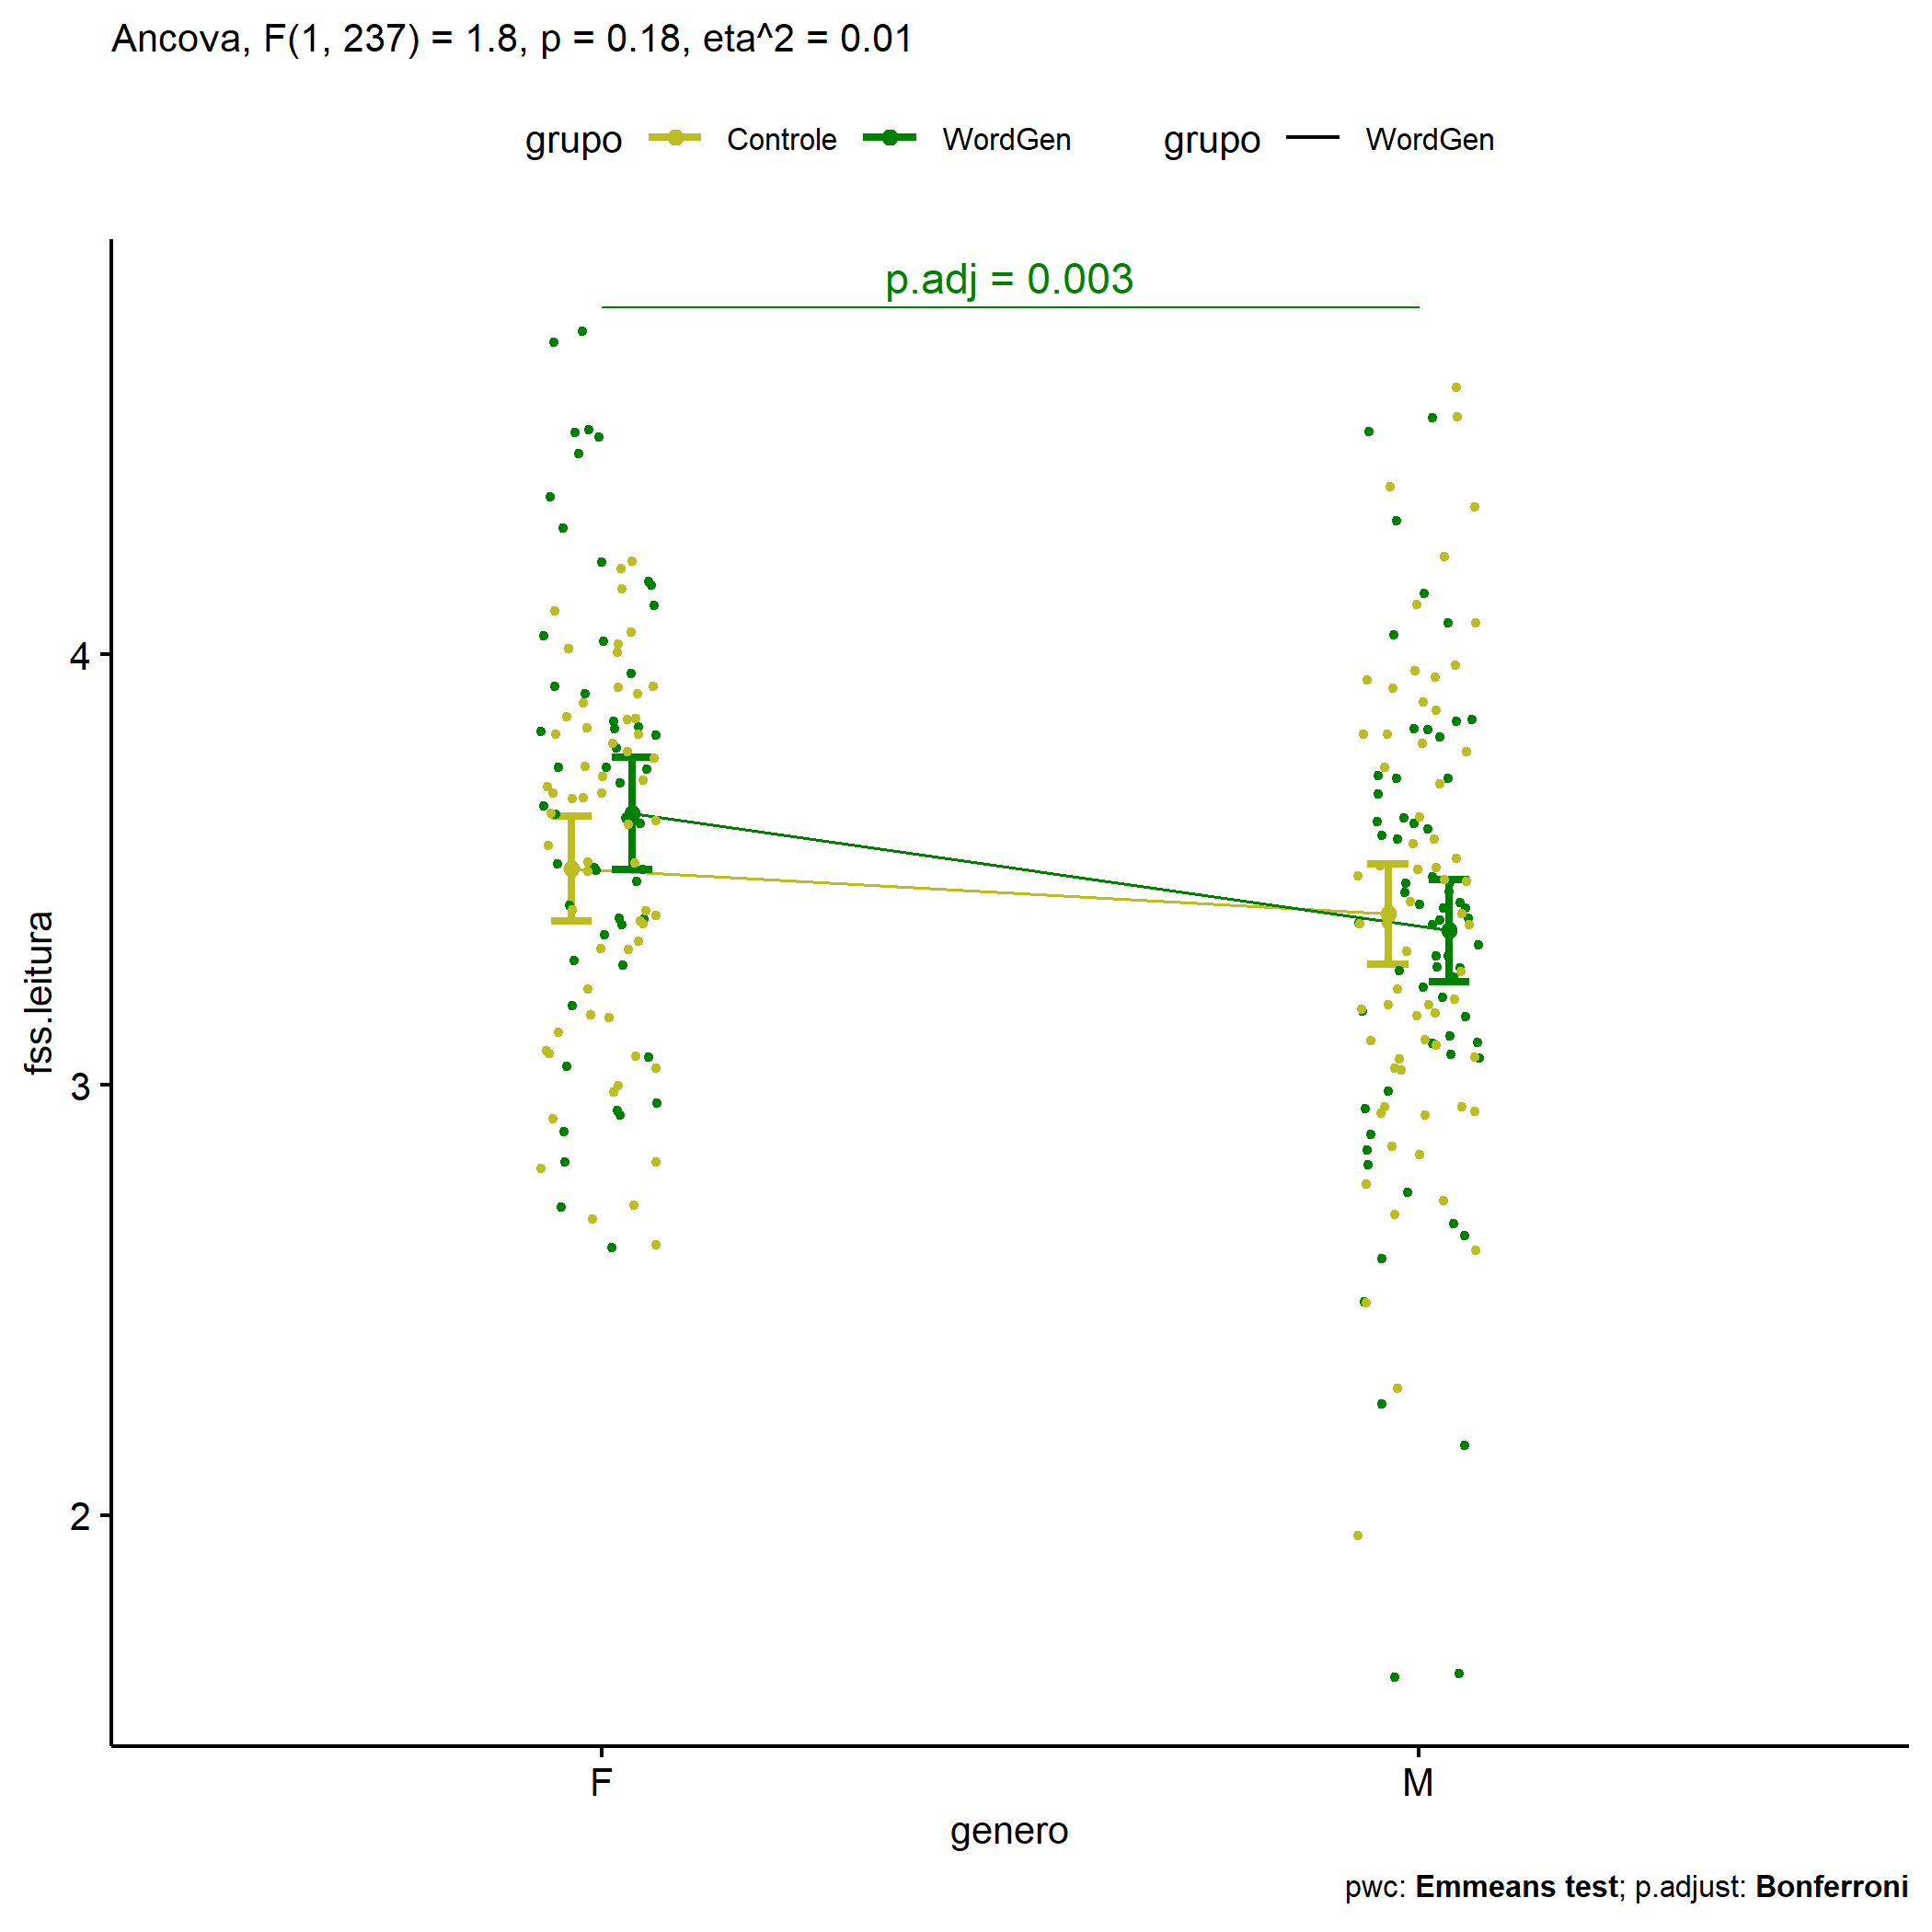 Ancova, F(1, 237) = 1.8, p = 0.18, eta^2 = 0.01
grupo Controle WordGen grupo WordGen
p.adj = 0.003
4
3
2
fss.leitura
F M
genero
pwc: Emmeans test; p.adjust: Bonferroni